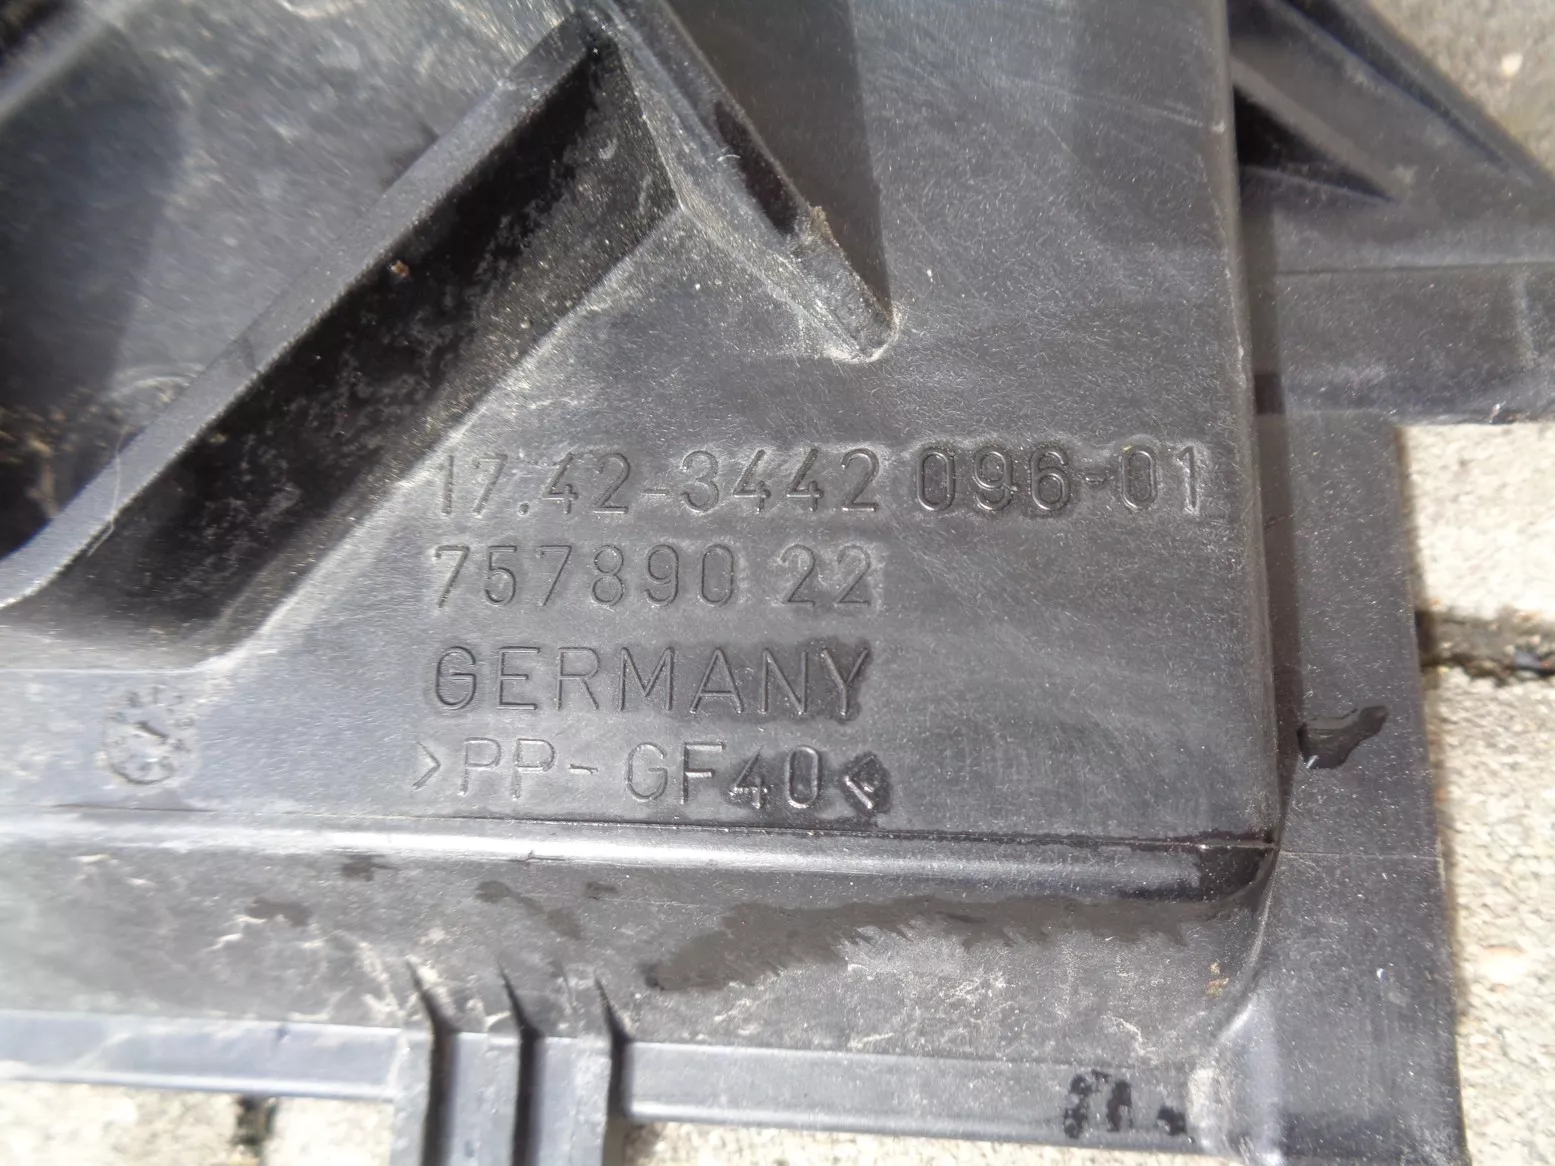 17.42-3442 096-01
757890 22
GERMANY
>PP-GF40<